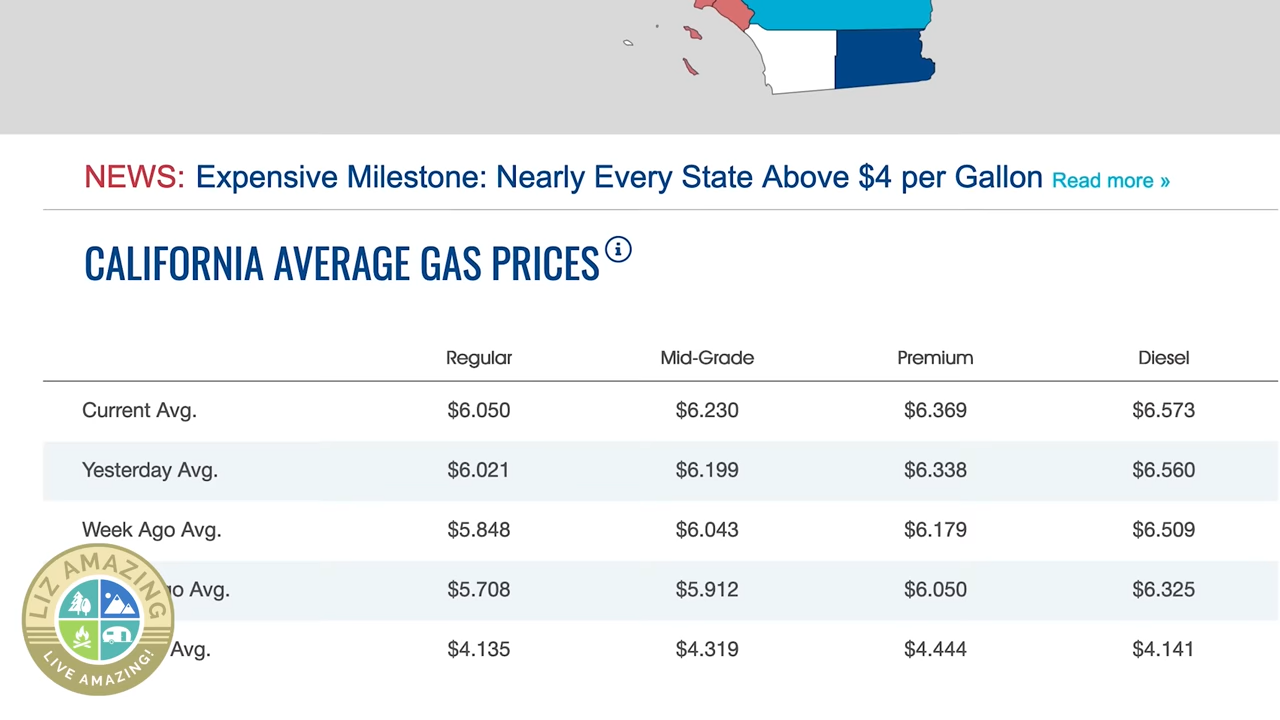 NEWS: Expensive Milestone: Nearly Every State Above $4 per Gallon Read more »
CALIFORNIA AVERAGE GAS PRICES
Regular Mid-Grade Premium Diesel
Current Avg. $6.050 $6.230 $6.369 $6.573
Yesterday Avg. $6.021 $6.199 $6.338 $6.560
Week Ago Avg. $5.848 $6.043 $6.179 $6.509
Avg. $5.708 $5.912 $6.050 $6.325
Avg. $4.135 $4.319 $4.444 $4.141
LIZ AMAZING
LIVE AMAZING!